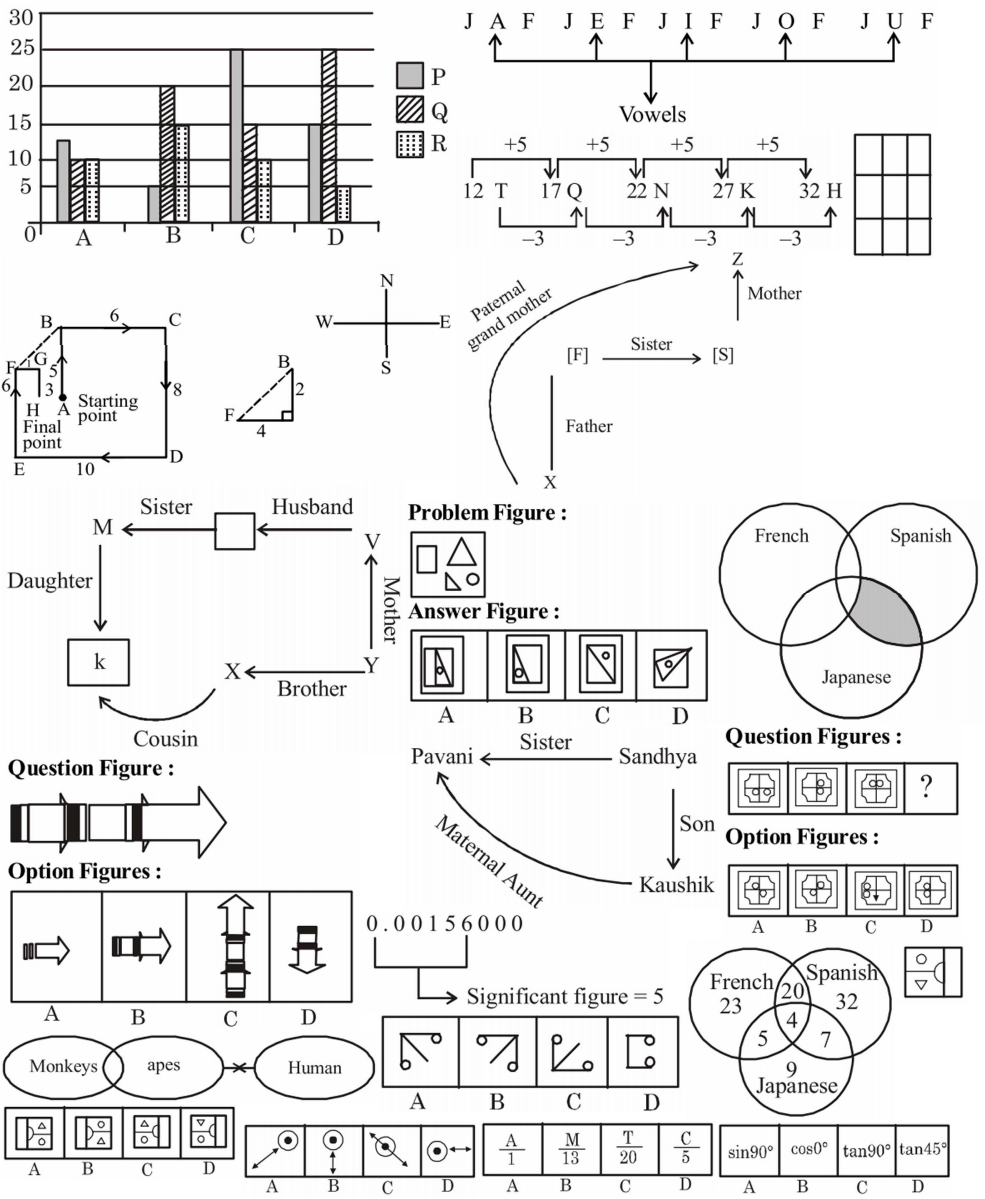 30
25
20
15
10
5
0
A B C D
P
Q
R
J A F J E F J I F J O F J U F
Vowels
+5 +5 +5 +5
12 T 17 Q 22 N 27 K 32 H
–3 –3 –3 –3
B 6 C
F G 5
6 3 8
H A Starting
point
Final
point
E 10 D
N
W E
S
B
2
F
4
Z
Mother
Paternal
grand mother
[F] Sister [S]
Father
X
Sister Husband
M V
Daughter
Mother
k
X Y
Brother
Cousin
Problem Figure :
Answer Figure :
A B C D
French Spanish
Japanese
Question Figure :
Option Figures :
A B C D
Sister
Pavani Sandhya
Son
Maternal Aunt
Kaushik
Question Figures :
?
Option Figures :
A B C D
0.00156000
Significant figure = 5
A B C D
French Spanish
23 20 32
4
5 7
9
Japanese
Monkeys apes Human
A B C D
A B C D
A/1 M/13 T/20 C/5
A B C D
sin90° cos0° tan90° tan45°
A B C D